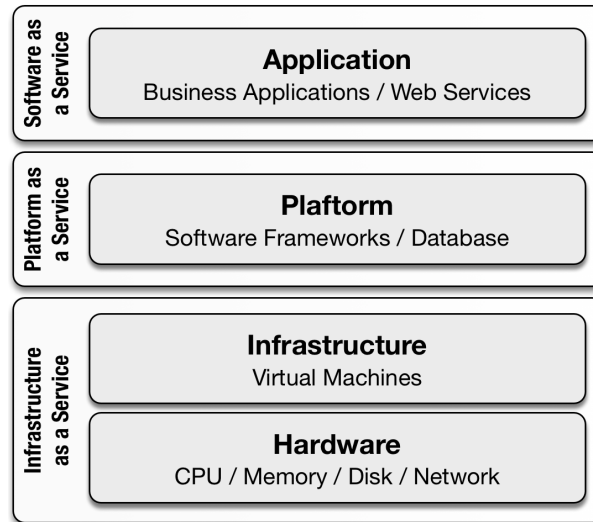 Software as
a Service
Application
Business Applications / Web Services
Platform as
a Service
Plaftorm
Software Frameworks / Database
Infrastructure
as a Service
Infrastructure
Virtual Machines
Hardware
CPU / Memory / Disk / Network